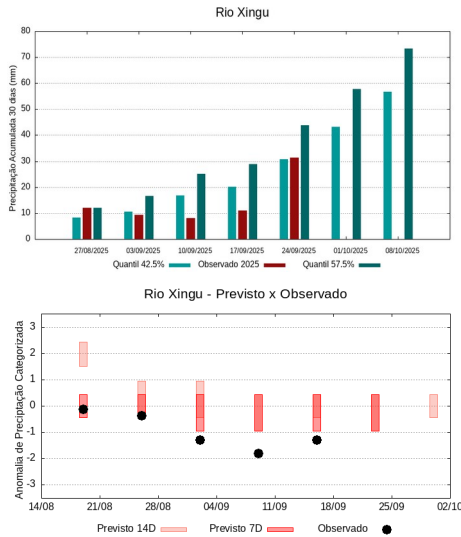 Rio Xingu
Precpitação Acumulada 30 dias (mm)
80
70
60
50
40
30
20
10
0
27/08/2025 03/09/2025 10/09/2025 17/09/2025 24/09/2025 01/10/2025 08/10/2025
Quantil 42.5% Observado 2025 Quantil 57.5%
Rio Xingu - Previsto x Observado
Anomalia de Precipitação Categorizada
3
2
1
0
-1
-2
-3
14/08 21/08 28/08 04/09 11/09 18/09 25/09 02/10
Previsto 14D Previsto 7D Observado